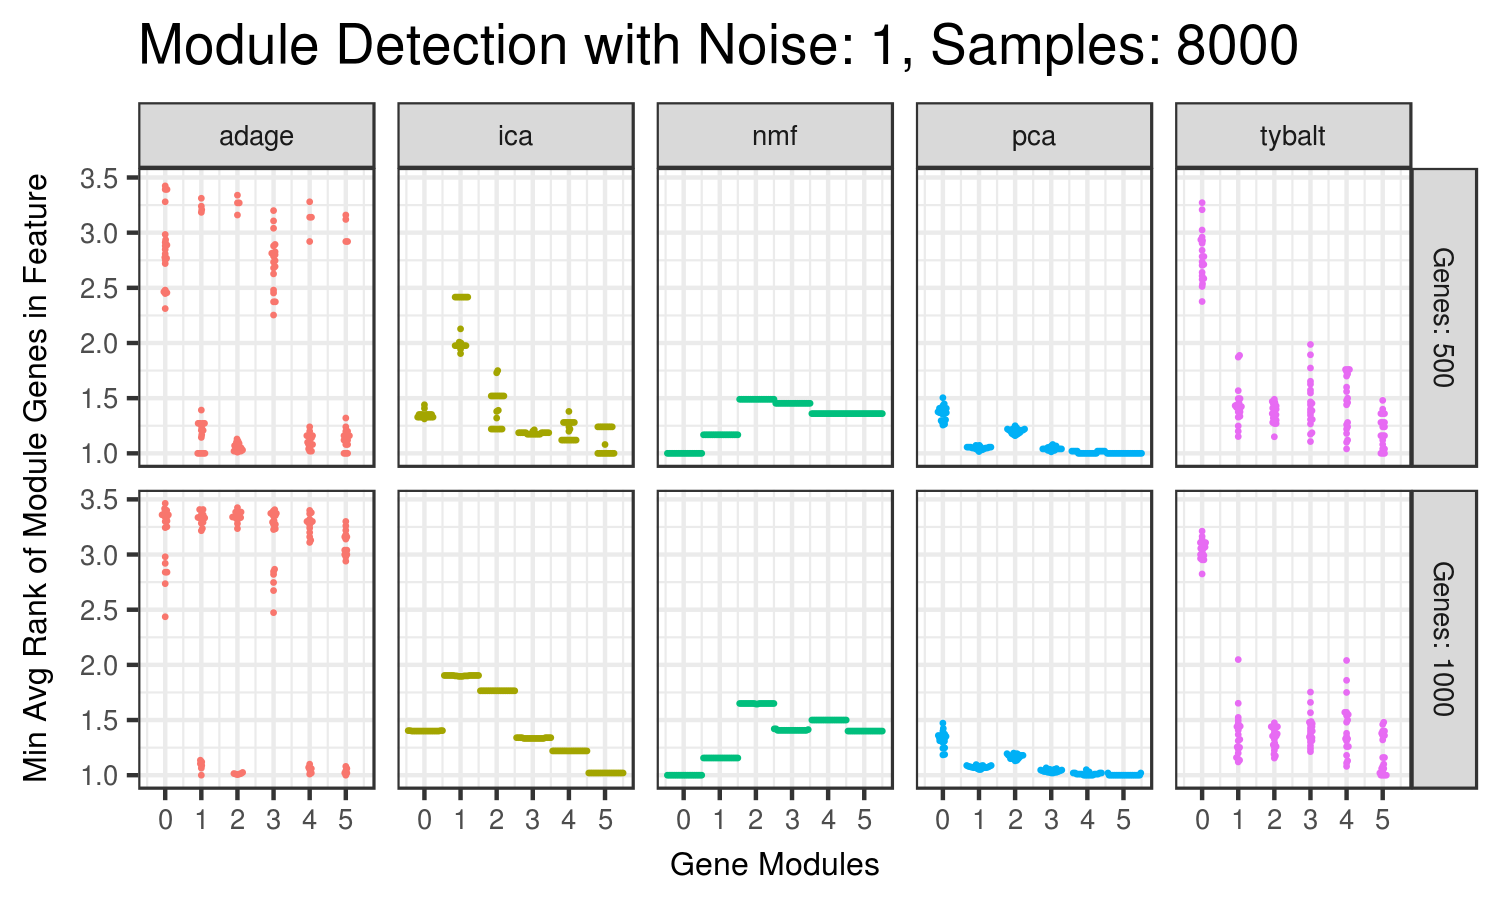 Module Detection with Noise: 1, Samples: 8000
adage ica nmf pca tybalt
Min Avg Rank of Module Genes in Feature
3.5
3.0
2.5
2.0
1.5
1.0
Genes: 500
3.5
3.0
2.5
2.0
1.5
1.0
Genes: 1000
0 1 2 3 4 5 0 1 2 3 4 5 0 1 2 3 4 5 0 1 2 3 4 5 0 1 2 3 4 5
Gene Modules